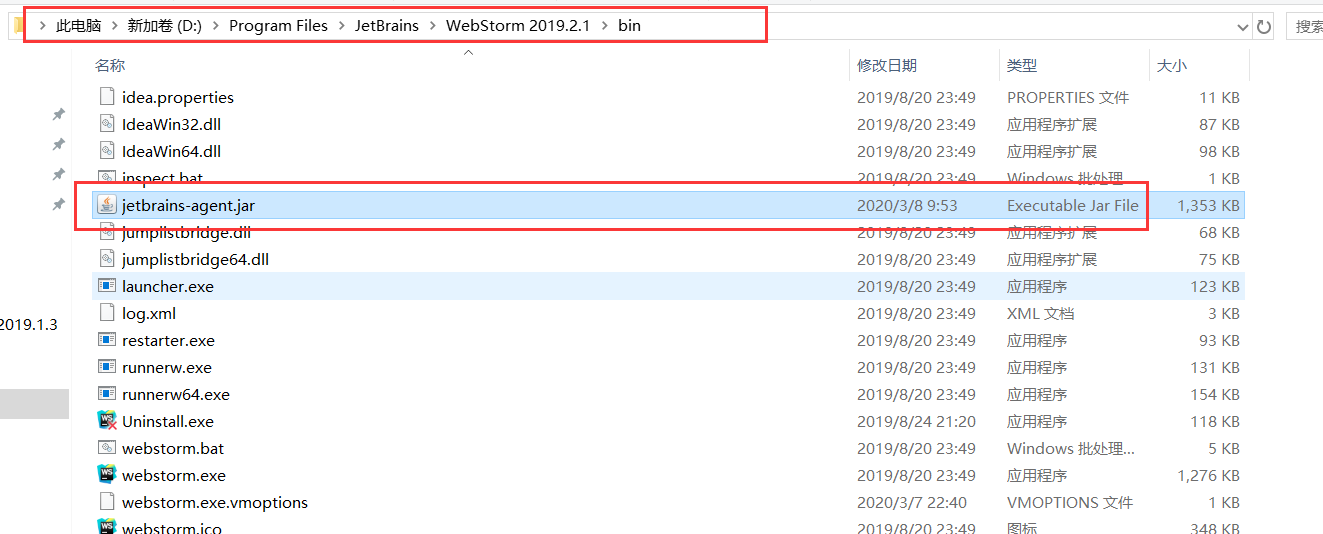 此电脑 新加卷 (D:) Program Files JetBrains WebStorm 2019.2.1 bin 搜索
名称 修改日期 类型 大小
idea.properties 2019/8/20 23:49 PROPERTIES 文件 11 KB
IdeaWin32.dll 2019/8/20 23:49 应用程序扩展 87 KB
IdeaWin64.dll 2019/8/20 23:49 应用程序扩展 98 KB
inspect.bat 2019/8/20 23:49 Windows 批处理 1 KB
jetbrains-agent.jar 2020/3/8 9:53 Executable Jar File 1,353 KB
jumplistbridge.dll 2019/8/20 23:49 应用程序扩展 68 KB
jumplistbridge64.dll 2019/8/20 23:49 应用程序扩展 75 KB
launcher.exe 2019/8/20 23:49 应用程序 123 KB
2019.1.3
log.xml 2019/8/20 23:49 XML 文档 3 KB
restarter.exe 2019/8/20 23:49 应用程序 93 KB
runnerw.exe 2019/8/20 23:49 应用程序 131 KB
runnerw64.exe 2019/8/20 23:49 应用程序 154 KB
Uninstall.exe 2019/8/24 21:20 应用程序 118 KB
webstorm.bat 2019/8/20 23:49 Windows 批处理... 5 KB
webstorm.exe 2019/8/20 23:49 应用程序 1,276 KB
webstorm.exe.vmoptions 2020/3/7 22:40 VMOPTIONS 文件 1 KB
webstorm.ico 2019/8/20 23:49 图标 348 KB